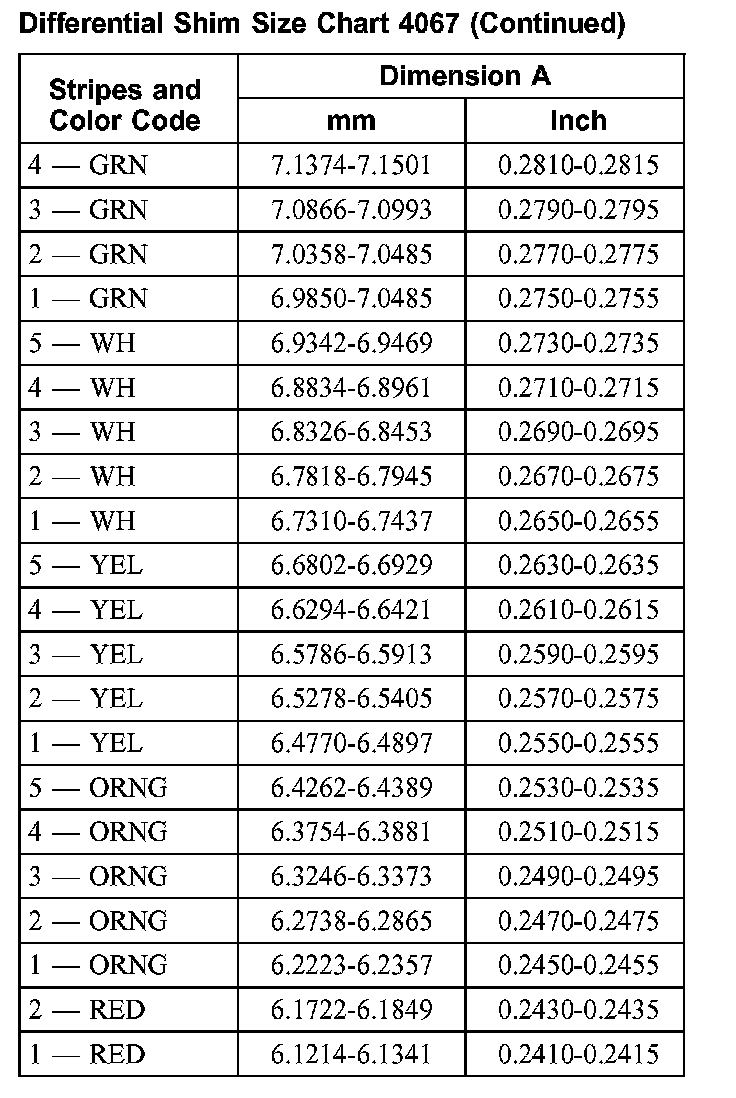 Differential Shim Size Chart 4067 (Continued)
Stripes and Color Code Dimension A
mm Inch
4 — GRN 7.1374-7.1501 0.2810-0.2815
3 — GRN 7.0866-7.0993 0.2790-0.2795
2 — GRN 7.0358-7.0485 0.2770-0.2775
1 — GRN 6.9850-7.0485 0.2750-0.2755
5 — WH 6.9342-6.9469 0.2730-0.2735
4 — WH 6.8834-6.8961 0.2710-0.2715
3 — WH 6.8326-6.8453 0.2690-0.2695
2 — WH 6.7818-6.7945 0.2670-0.2675
1 — WH 6.7310-6.7437 0.2650-0.2655
5 — YEL 6.6802-6.6929 0.2630-0.2635
4 — YEL 6.6294-6.6421 0.2610-0.2615
3 — YEL 6.5786-6.5913 0.2590-0.2595
2 — YEL 6.5278-6.5405 0.2570-0.2575
1 — YEL 6.4770-6.4897 0.2550-0.2555
5 — ORNG 6.4262-6.4389 0.2530-0.2535
4 — ORNG 6.3754-6.3881 0.2510-0.2515
3 — ORNG 6.3246-6.3373 0.2490-0.2495
2 — ORNG 6.2738-6.2865 0.2470-0.2475
1 — ORNG 6.2223-6.2357 0.2450-0.2455
2 — RED 6.1722-6.1849 0.2430-0.2435
1 — RED 6.1214-6.1341 0.2410-0.2415